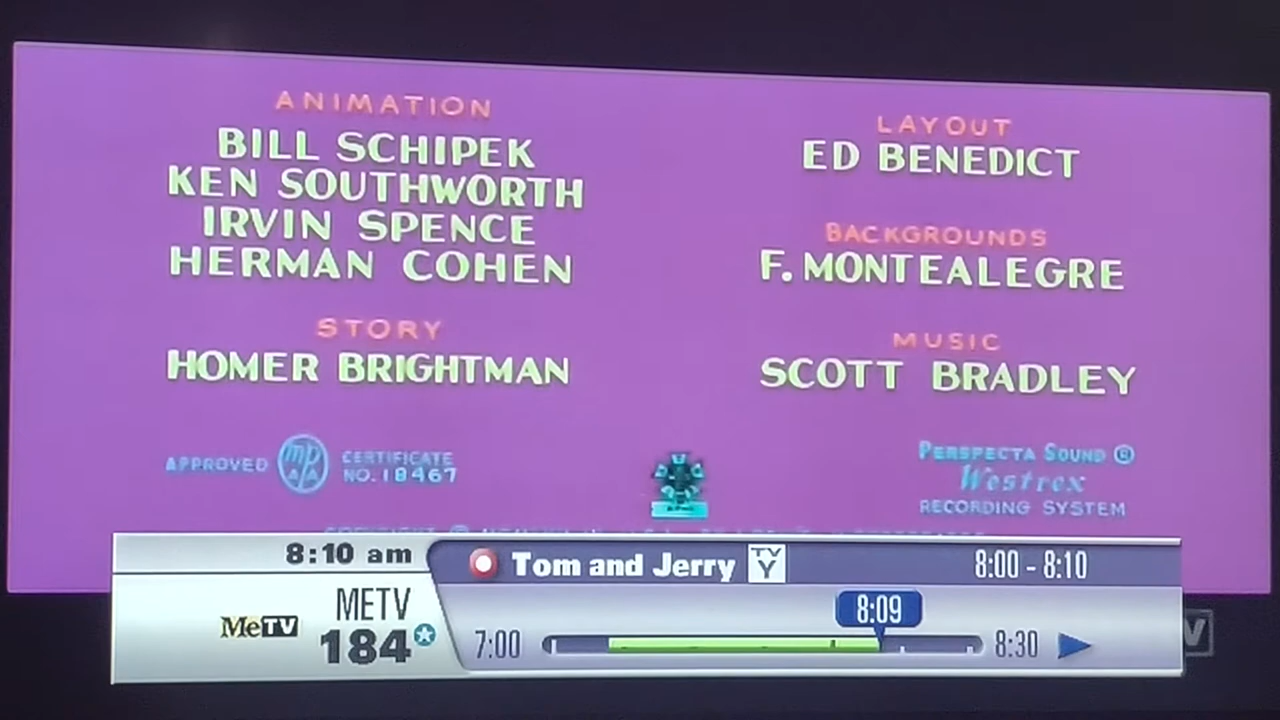 ANIMATION
BILL SCHIPEK
KEN SOUTHWORTH
IRVIN SPENCE
HERMAN COHEN
STORY
HOMER BRIGHTMAN
LAYOUT
ED BENEDICT
BACKGROUNDS
F. MONTEALEGRE
MUSIC
SCOTT BRADLEY
APPROVED
MPAA
CERTIFICATE
NO. 18467
PERSPECTA SOUND ®
Westrex
RECORDING SYSTEM
8:10 am
Tom and Jerry TV Y 8:00 - 8:10
METV
MeTV
184
8:09
7:00
8:30